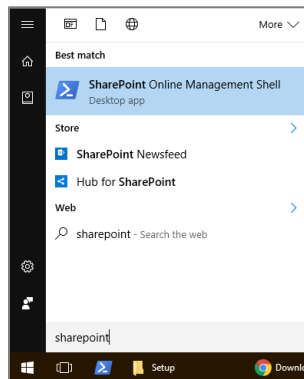 More
Best match
SharePoint Online Management Shell
Desktop app
Store
SharePoint Newsfeed
Hub for SharePoint
Web
sharepoint - Search the web
sharepoint
Setup
Downl